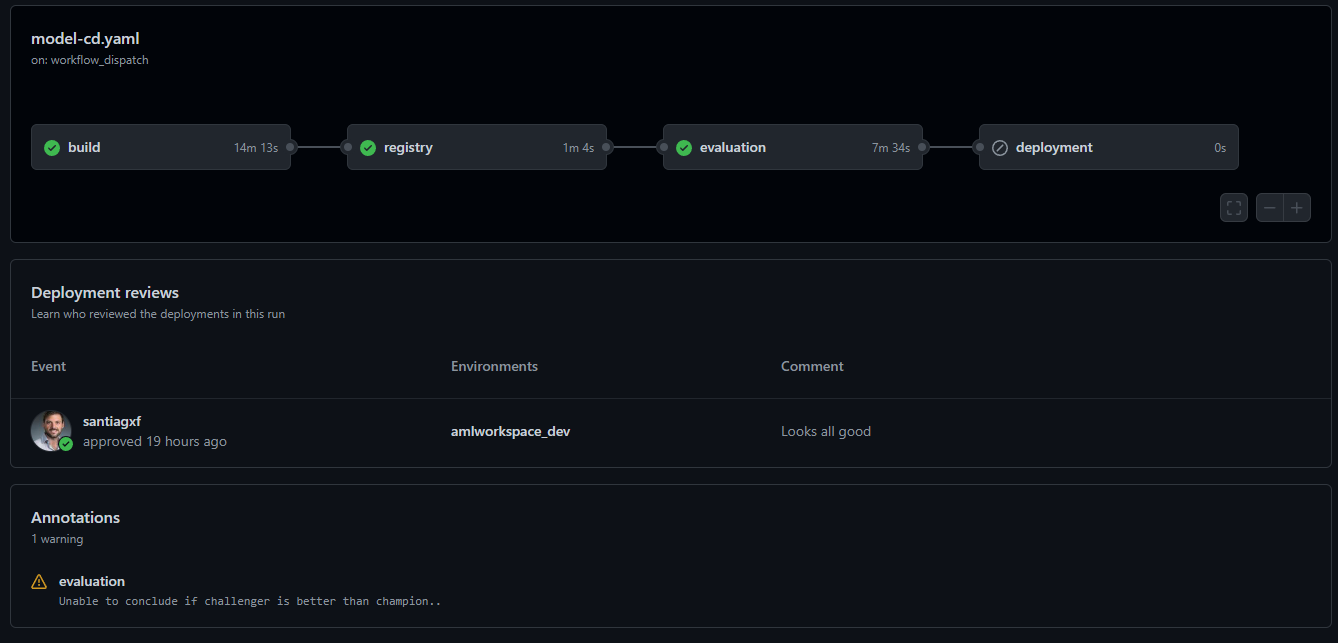 model-cd.yaml
on: workflow_dispatch
build 14m 13s registry 1m 4s evaluation 7m 34s deployment 0s
Deployment reviews
Learn who reviewed the deployments in this run
Event Environments Comment
santiagxf
approved 19 hours ago amlworkspace_dev Looks all good
Annotations
1 warning
evaluation
Unable to conclude if challenger is better than champion..